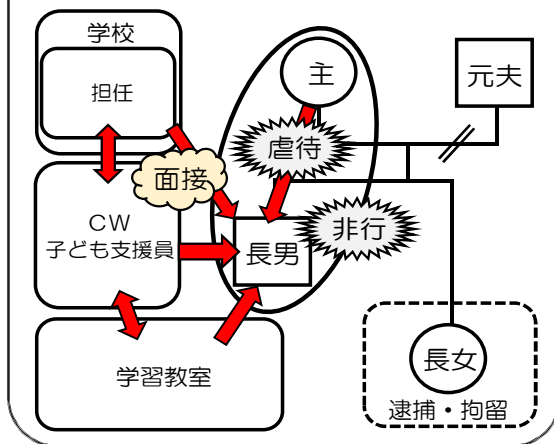 学校
担任
主
元夫
虐待
面接
CW
子ども支援員
長男
非行
学習教室
長女
逮捕・拘留